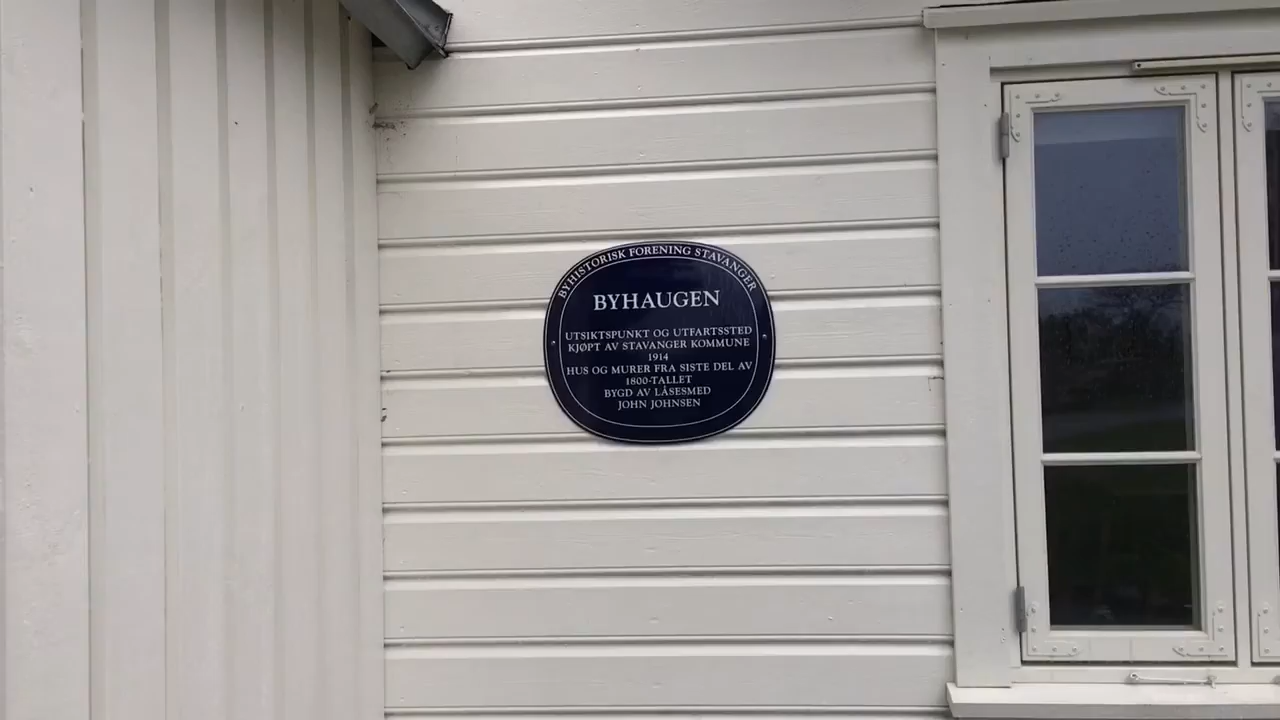 BYHISTORISK FORENING STAVANGER
BYHAUGEN
UTSIKTSPUNKT OG UTFARTSSTED
KJØPT AV STAVANGER KOMMUNE
1914
HUS OG MURER FRA SISTE DEL AV
1800-TALLET
BYGD AV LÅSESMED
JOHN JOHNSEN